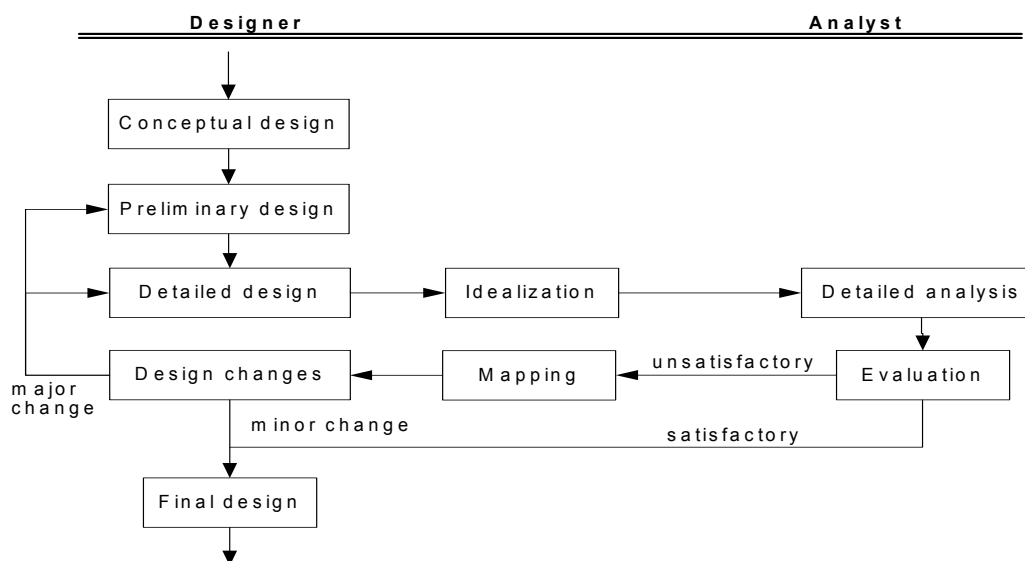 Designer Analyst
Conceptual design
Preliminary design
Detailed design Idealization Detailed analysis
unsatisfactory
Design changes Mapping Evaluation
major
change
minor change satisfactory
Final design